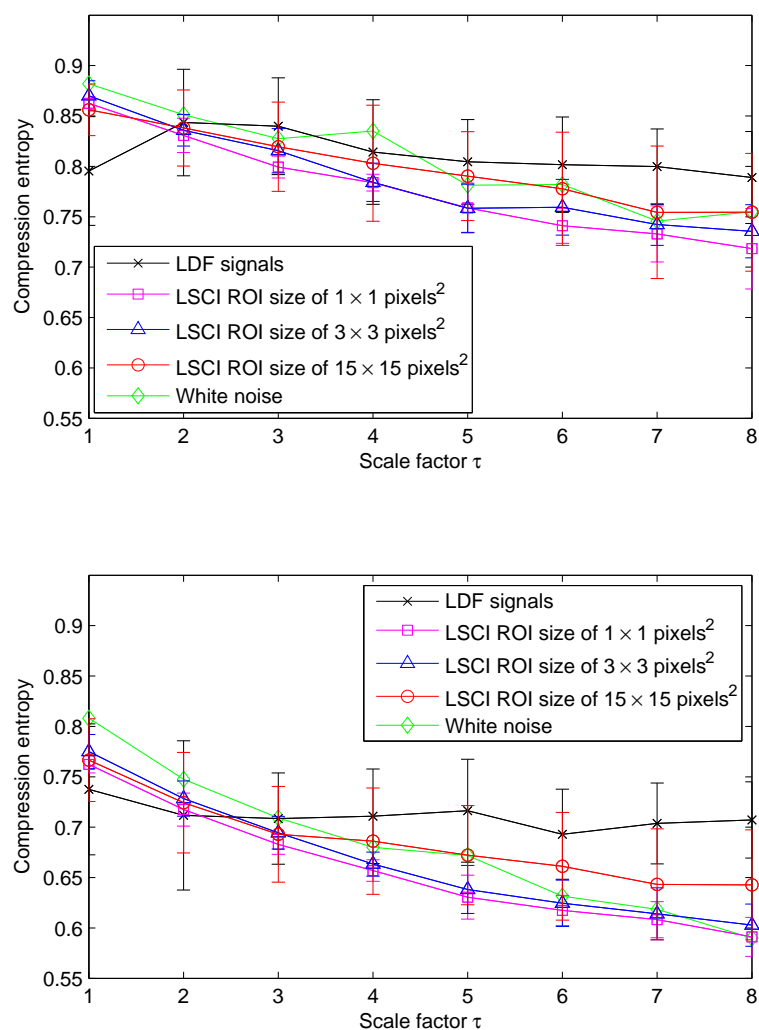 0.9
0.85
0.8
0.75
0.7
0.65
0.6
0.55
Compression entropy
LDF signals
LSCI ROI size of 1 × 1 pixels²
LSCI ROI size of 3 × 3 pixels²
LSCI ROI size of 15 × 15 pixels²
White noise
1 2 3 4 5 6 7 8
Scale factor τ
0.9
0.85
0.8
0.75
0.7
0.65
0.6
0.55
Compression entropy
LDF signals
LSCI ROI size of 1 × 1 pixels²
LSCI ROI size of 3 × 3 pixels²
LSCI ROI size of 15 × 15 pixels²
White noise
1 2 3 4 5 6 7 8
Scale factor τ